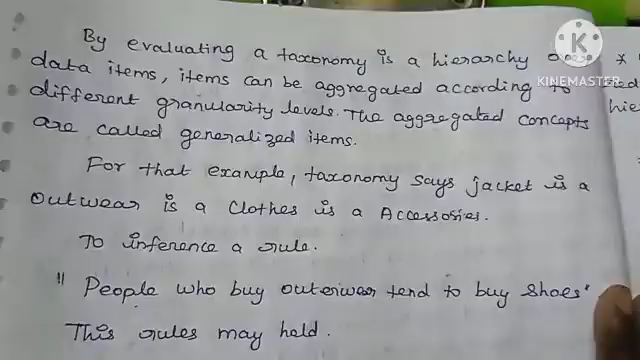 By evaluating a taxonomy is a hierarchy
data items, items can be aggregated according to
different granularity levels. The aggregated concepts
are called generalized items.
For that example, taxonomy says jacket is a
outwear is a clothes is a Accessories.
To inference a rule.
" People who buy outerwear tend to buy shoes"
This rules may hold.
KINEMASTER